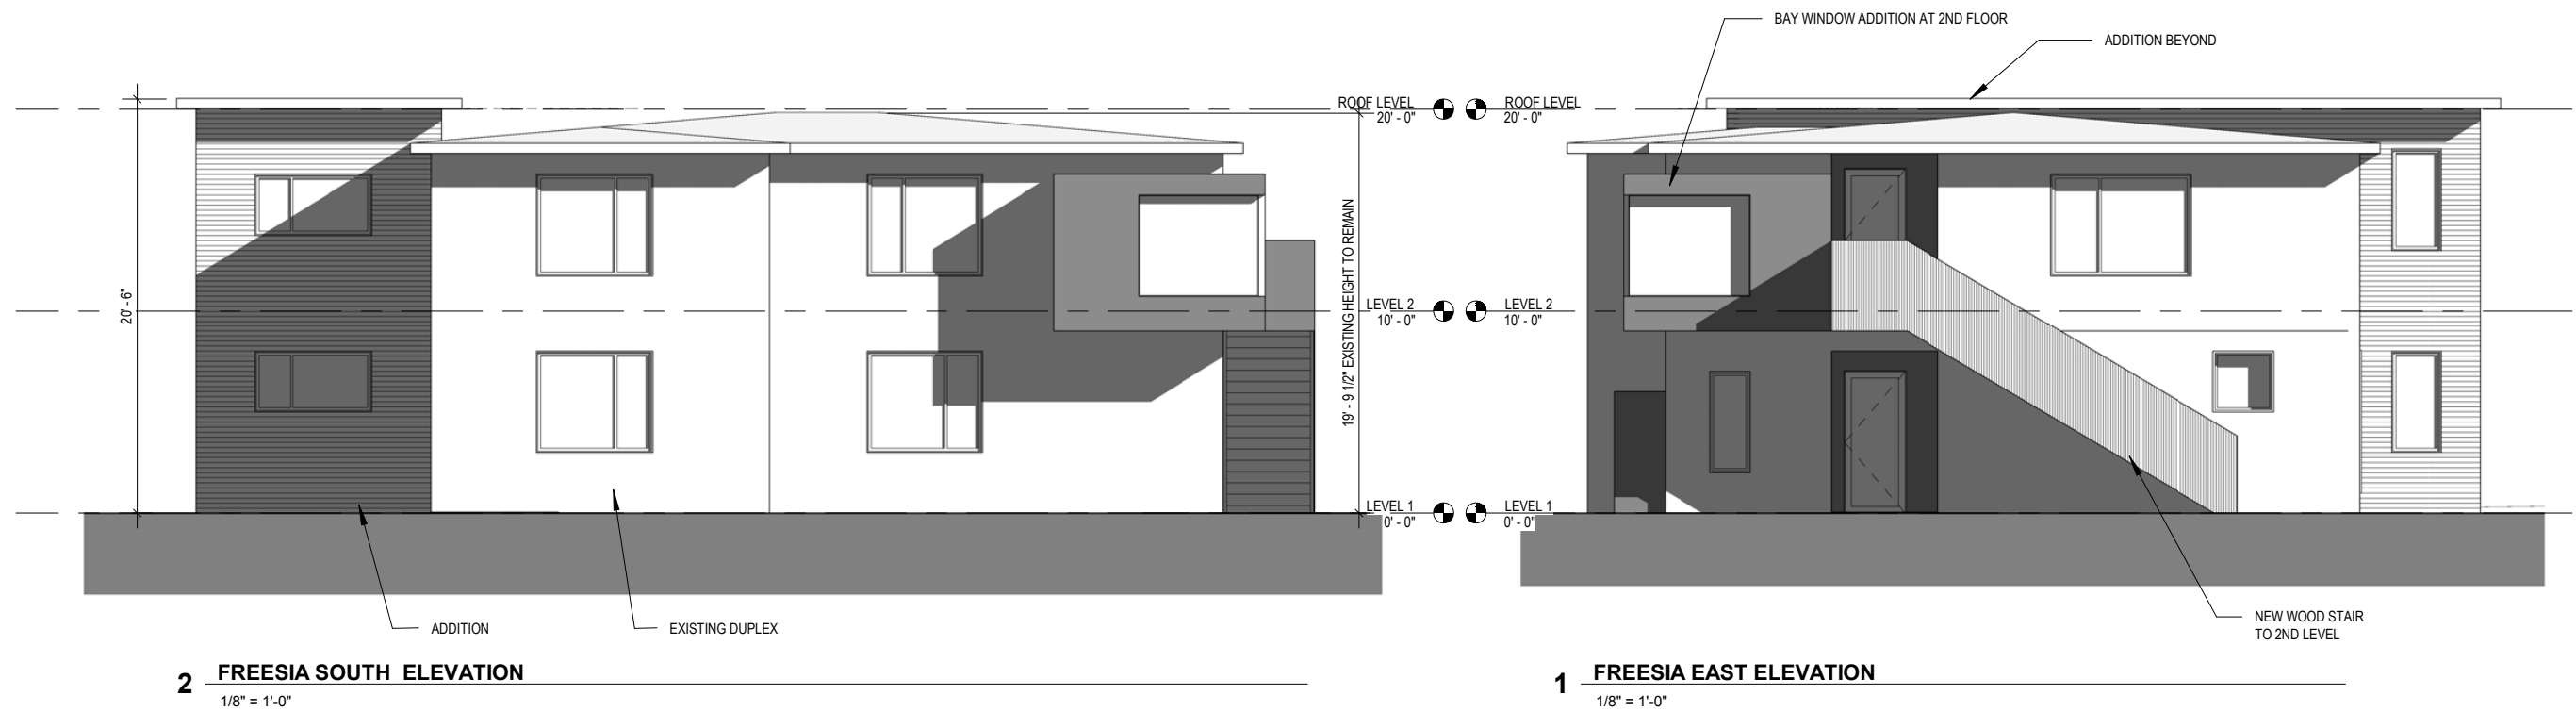 BAY WINDOW ADDITION AT 2ND FLOOR
ADDITION BEYOND
ROOF LEVEL
20' - 0"
ROOF LEVEL
20' - 0"
20' - 6"
19' - 9 1/2" EXISTING HEIGHT TO REMAIN
LEVEL 2
10' - 0"
LEVEL 2
10' - 0"
LEVEL 1
0' - 0"
LEVEL 1
0' - 0"
ADDITION
EXISTING DUPLEX
NEW WOOD STAIR
TO 2ND LEVEL
2 FREESIA SOUTH ELEVATION
1/8" = 1'-0"
1 FREESIA EAST ELEVATION
1/8" = 1'-0"